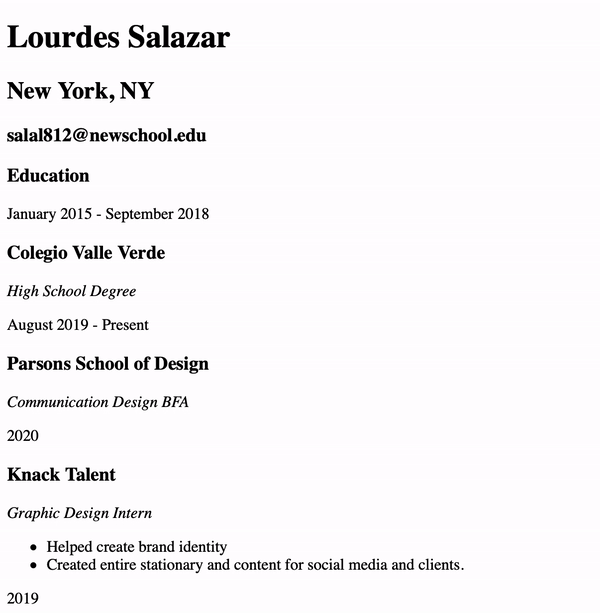 Lourdes Salazar
New York, NY
salal812@newschool.edu
Education
January 2015 - September 2018
Colegio Valle Verde
High School Degree
August 2019 - Present
Parsons School of Design
Communication Design BFA
2020
Knack Talent
Graphic Design Intern
• Helped create brand identity
• Created entire stationary and content for social media and clients.
2019